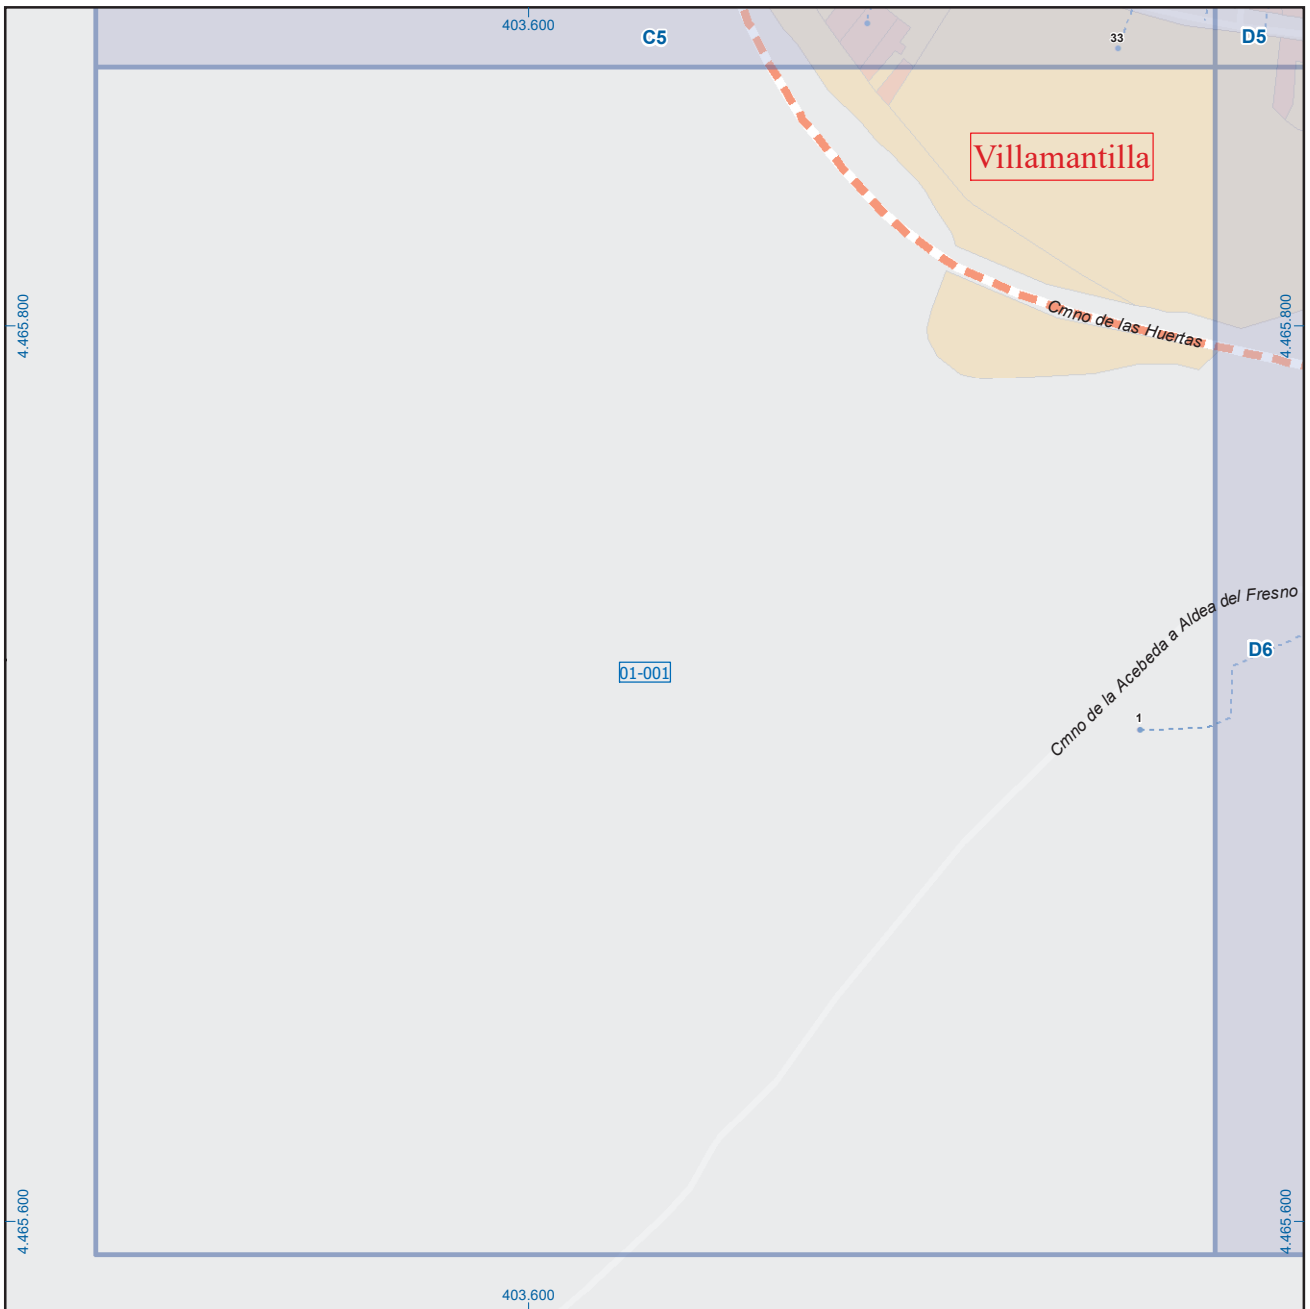 403.600
C5
33
D5
Villamantilla
4.465.800
4.465.800
Cmno de las Huertas
Cmno de la Acebeda a Aldea del Fresno
D6
01-001
1
4.465.600
4.465.600
403.600